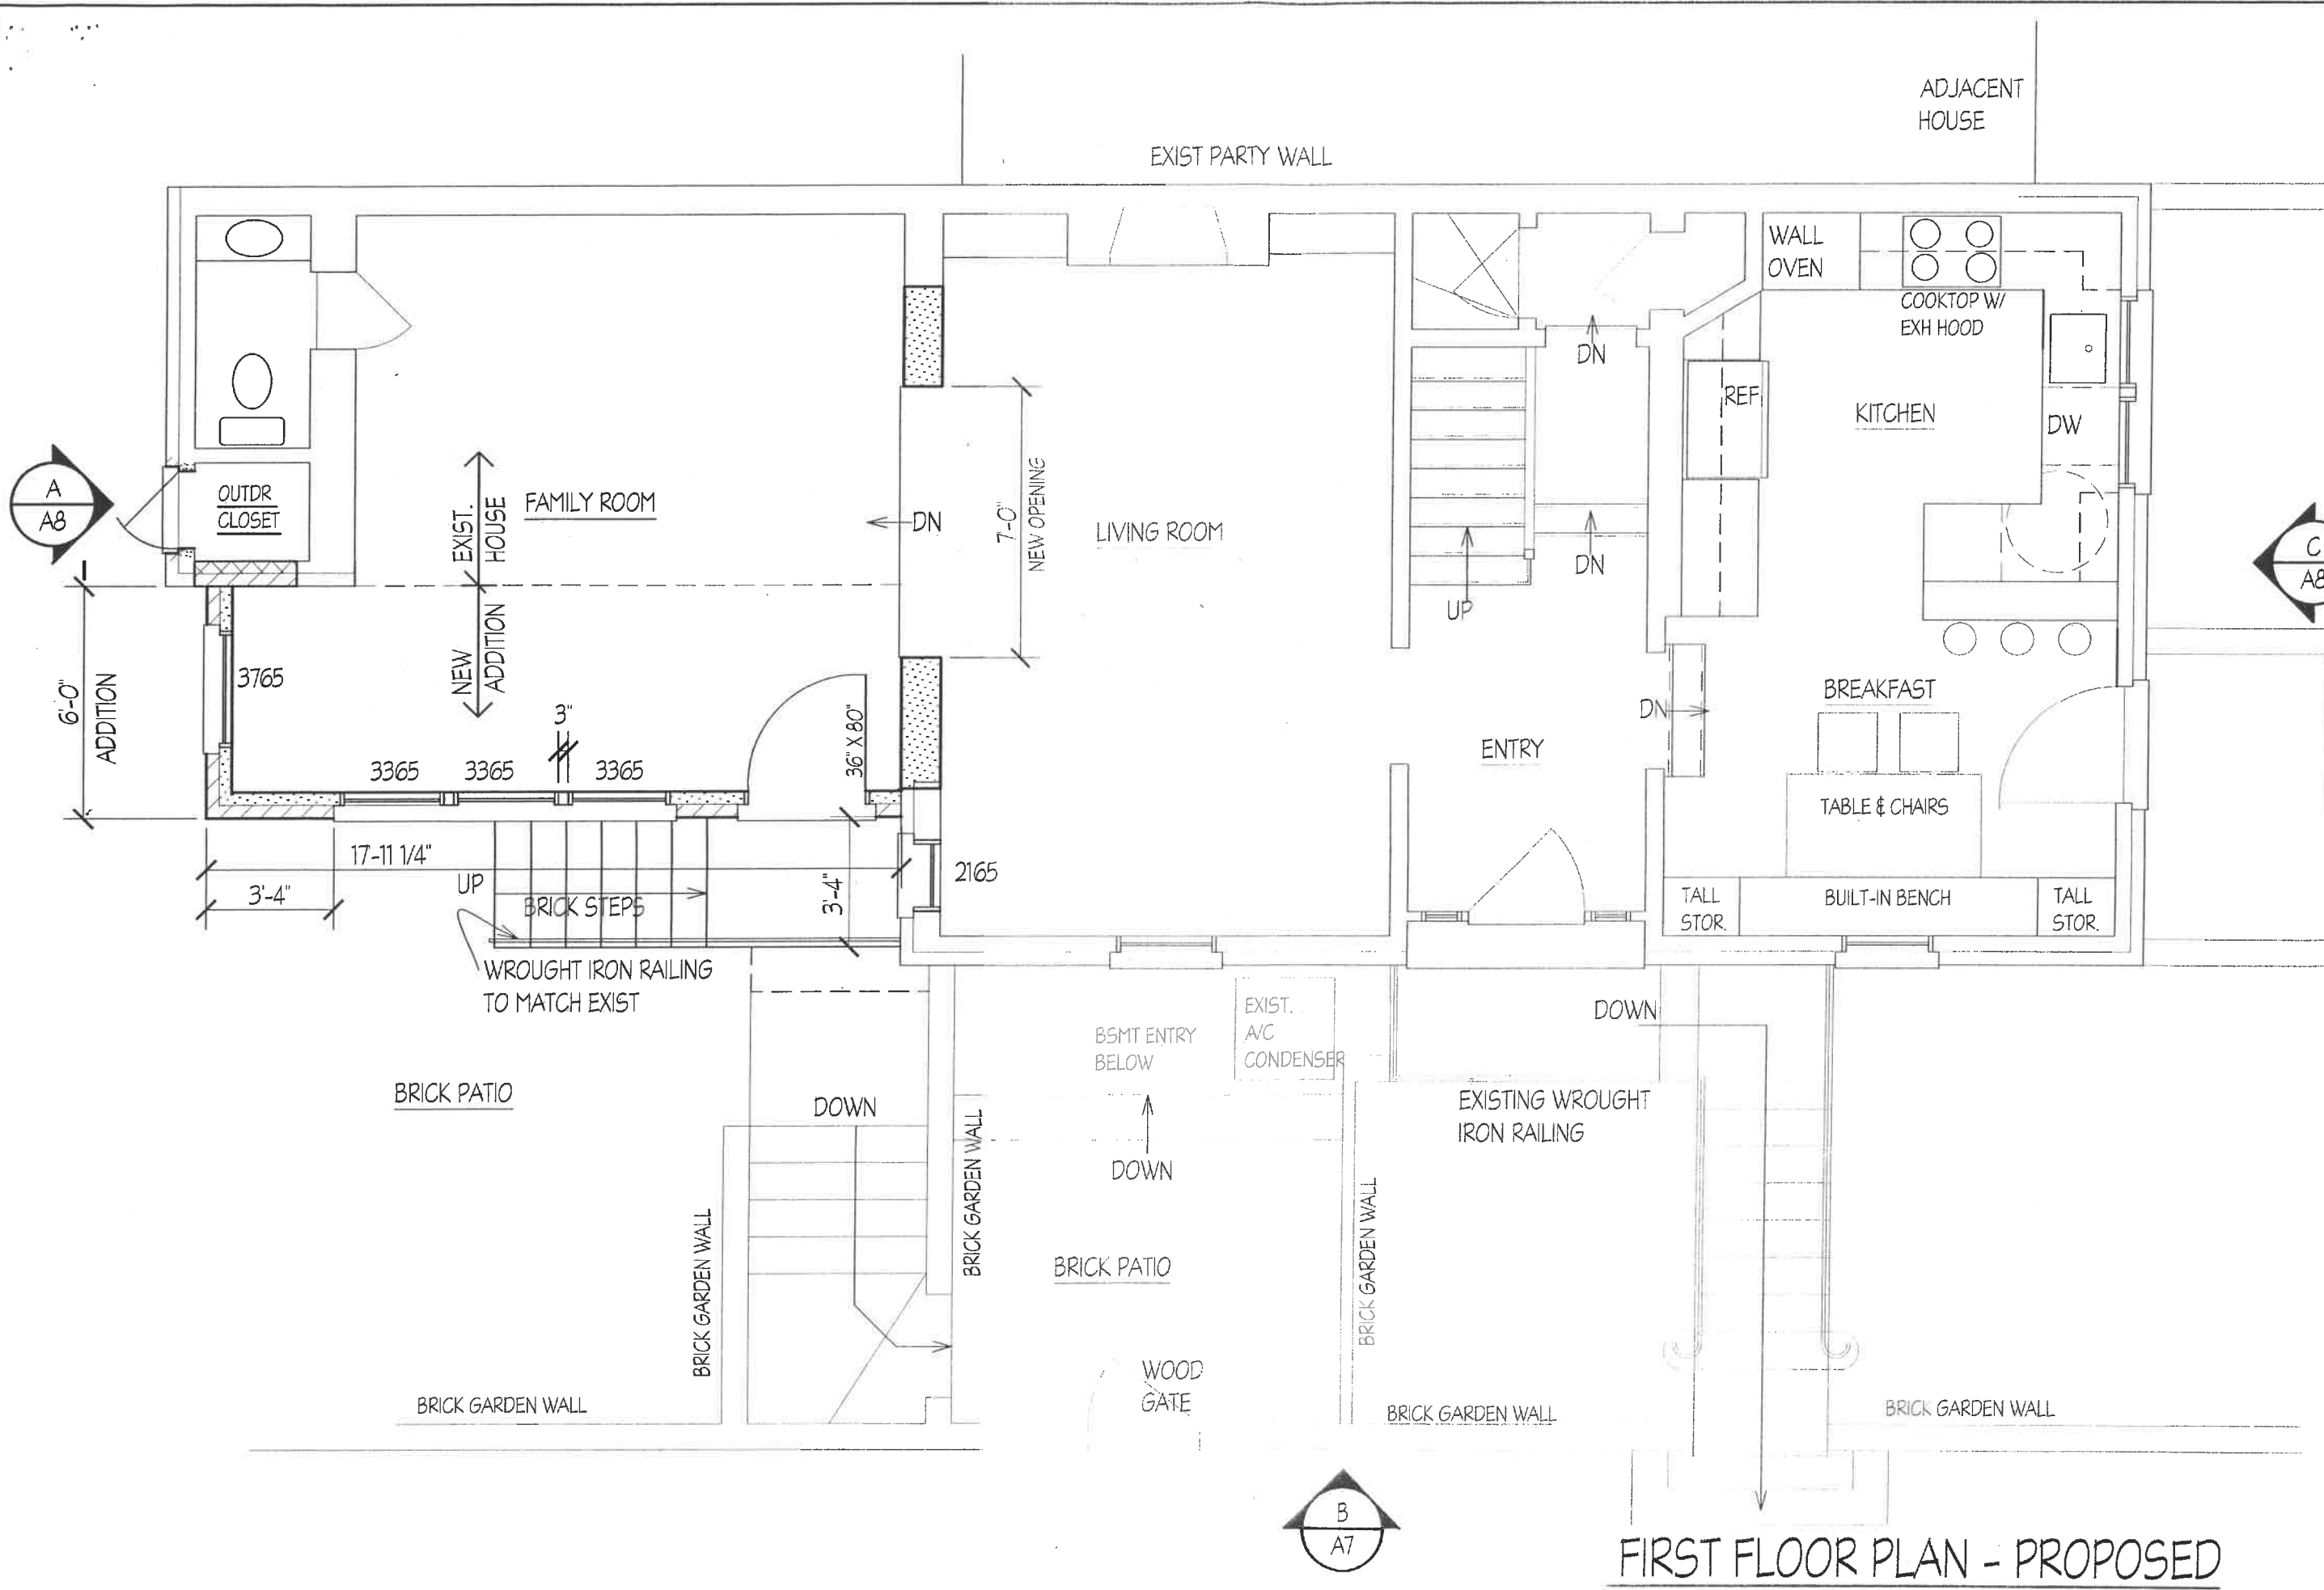 ADJACENT
HOUSE
EXIST PARTY WALL
WALL
OVEN
COOKTOP W/
EXH HOOD
DN
REF
KITCHEN
DW
A
A8
OUTDR
CLOSET
EXIST.
HOUSE
FAMILY ROOM
DN
7'-0"
NEW OPENING
LIVING ROOM
DN
UP
C
A8
6'-0"
ADDITION
3765
NEW
ADDITION
3"
3365
3365
3365
36" X 80"
ENTRY
DN
BREAKFAST
TABLE & CHAIRS
17-11 1/4"
3'-4"
UP
BRICK STEPS
3'-4"
2165
TALL
STOR.
BUILT-IN BENCH
TALL
STOR.
WROUGHT IRON RAILING
TO MATCH EXIST
BSMT ENTRY
BELOW
EXIST.
A/C
CONDENSER
DOWN
BRICK PATIO
DOWN
EXISTING WROUGHT
IRON RAILING
DOWN
BRICK GARDEN WALL
BRICK GARDEN WALL
BRICK GARDEN WALL
BRICK PATIO
WOOD
GATE
BRICK GARDEN WALL
BRICK GARDEN WALL
BRICK GARDEN WALL
B
A7
FIRST FLOOR PLAN - PROPOSED